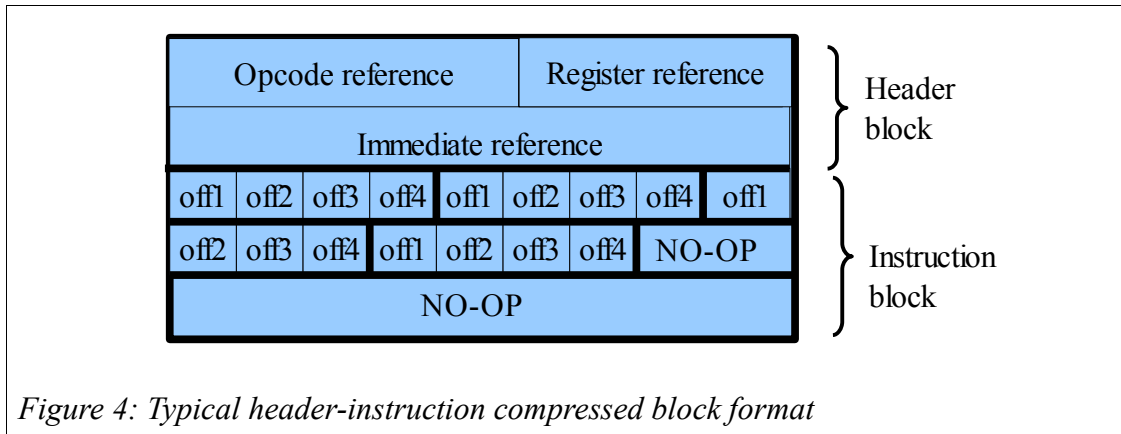 Opcode reference Register reference
Header
block
Immediate reference
off1 off2 off3 off4 off1 off2 off3 off4 off1
off2 off3 off4 off1 off2 off3 off4 NO-OP
Instruction
block
NO-OP
Figure 4: Typical header-instruction compressed block format